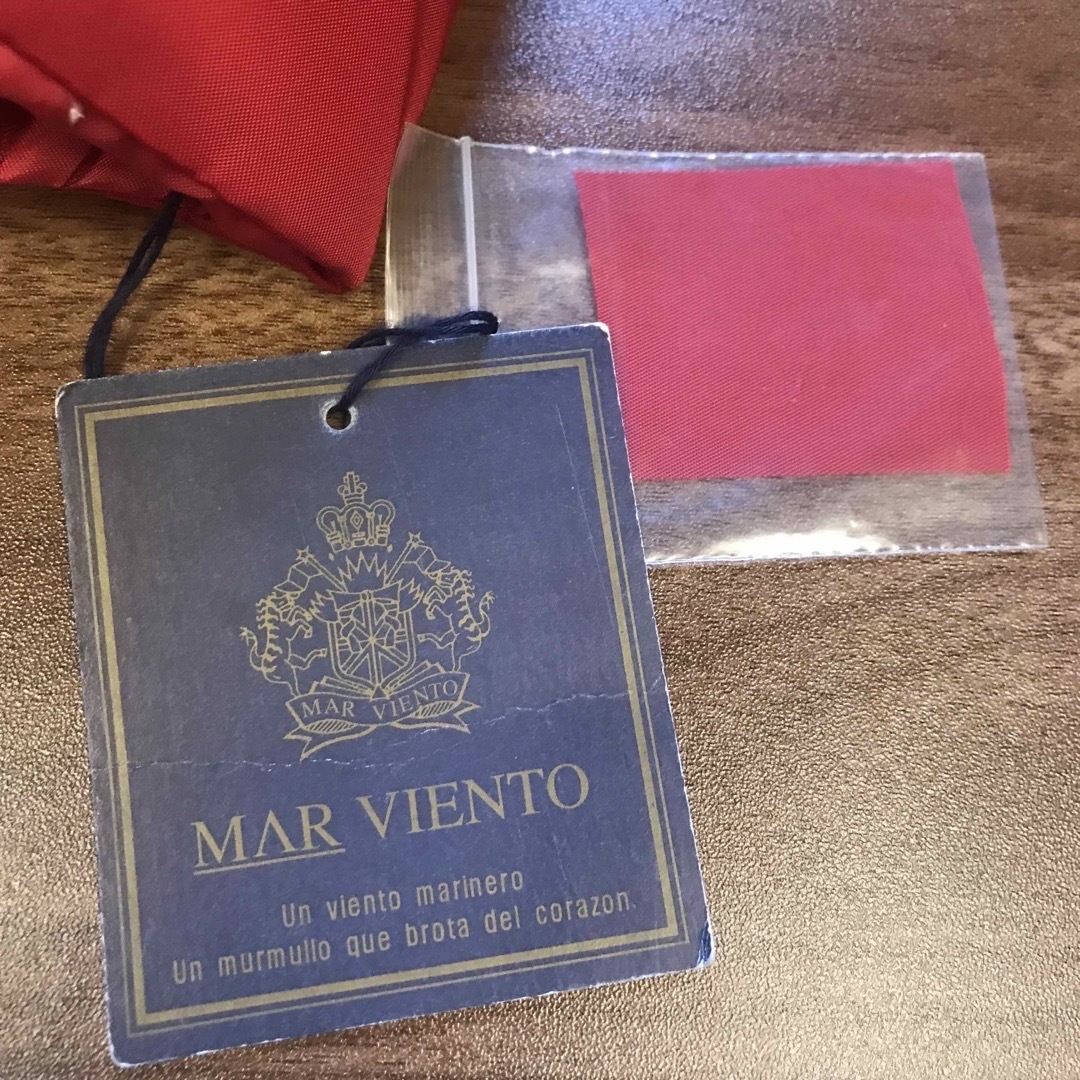 MAR VIENTO
MAR VIENTO
Un viento marinero
Un murmullo que brota del corazon.